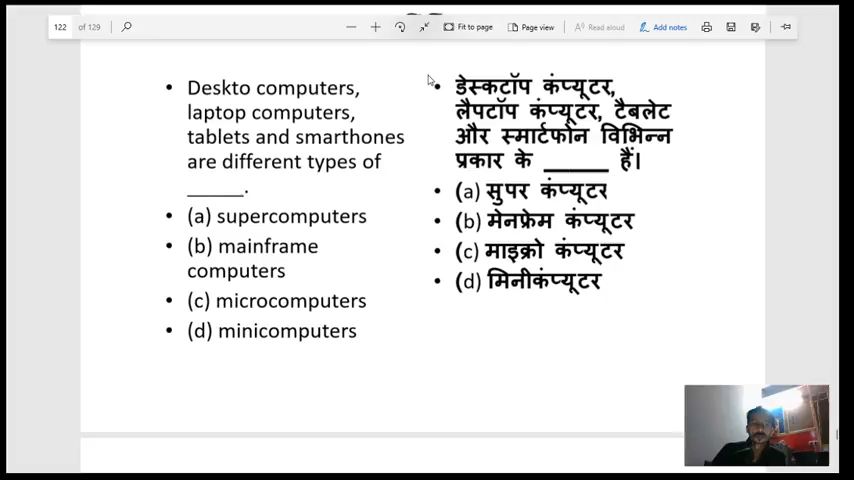 122 of 129
Fit to page
Page view
Read aloud
Add notes
Deskto computers,
laptop computers,
tablets and smarthones
are different types of
_____.
(a) supercomputers
(b) mainframe
computers
(c) microcomputers
(d) minicomputers
डेस्कटॉप कंप्यूटर,
लैपटॉप कंप्यूटर, टैबलेट
और स्मार्टफोन विभिन्न
प्रकार के ______ हैं।
(a) सुपर कंप्यूटर
(b) मेनफ्रेम कंप्यूटर
(c) माइक्रो कंप्यूटर
(d) मिनीकंप्यूटर